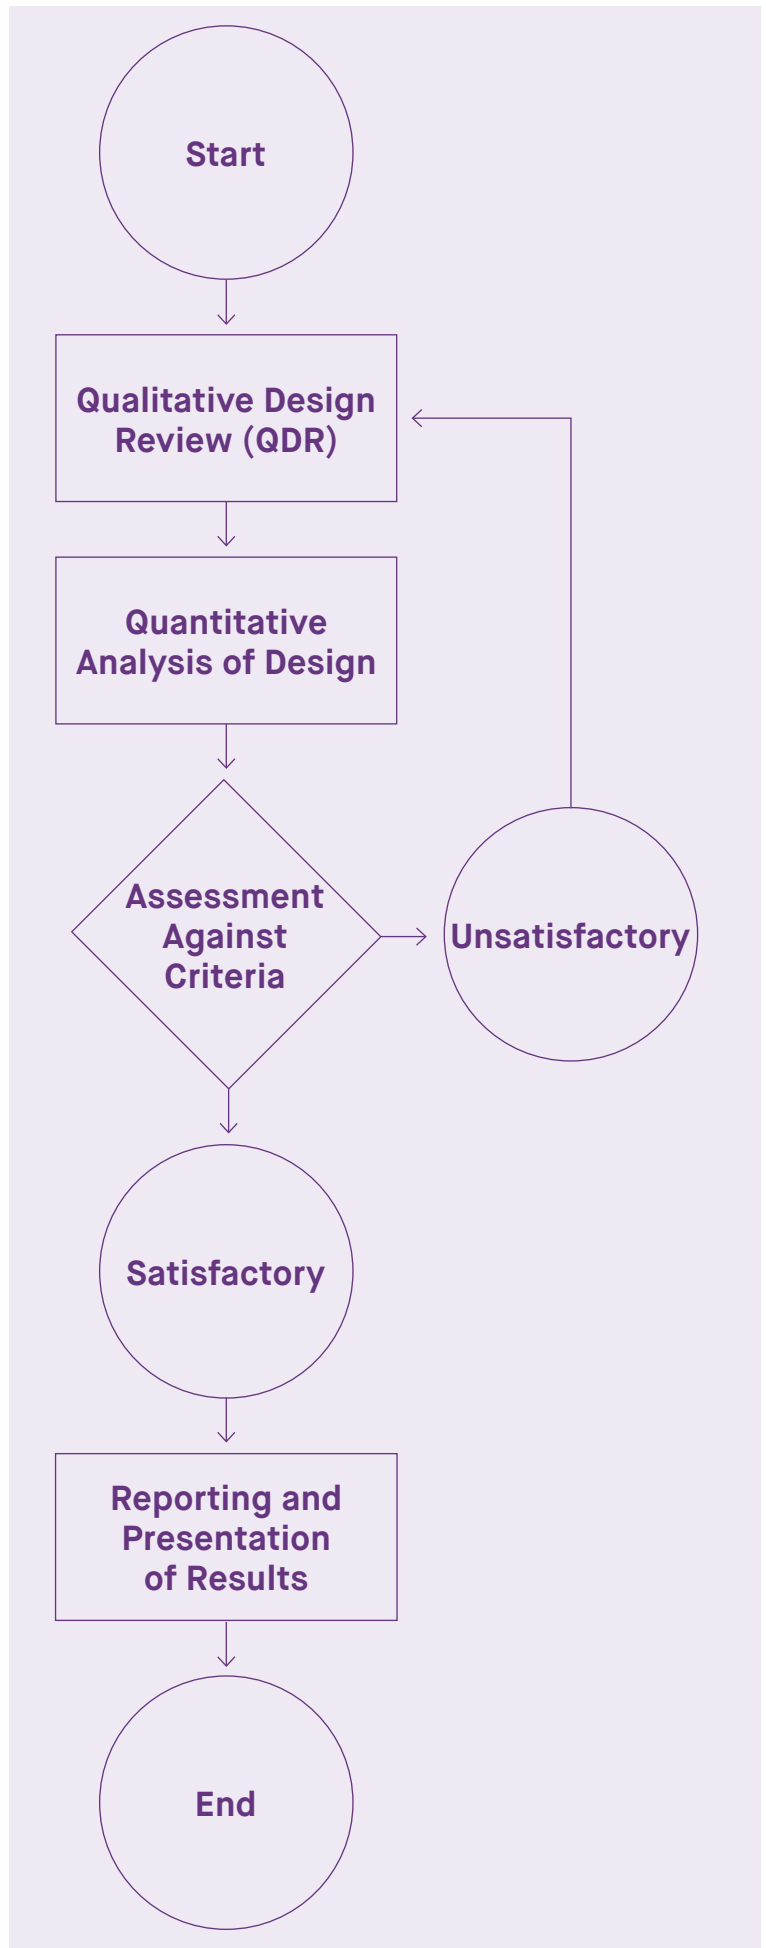 Start
Qualitative Design
Review (QDR)
Quantitative
Analysis of Design
Assessment
Against
Criteria
Unsatisfactory
Satisfactory
Reporting and
Presentation
of Results
End